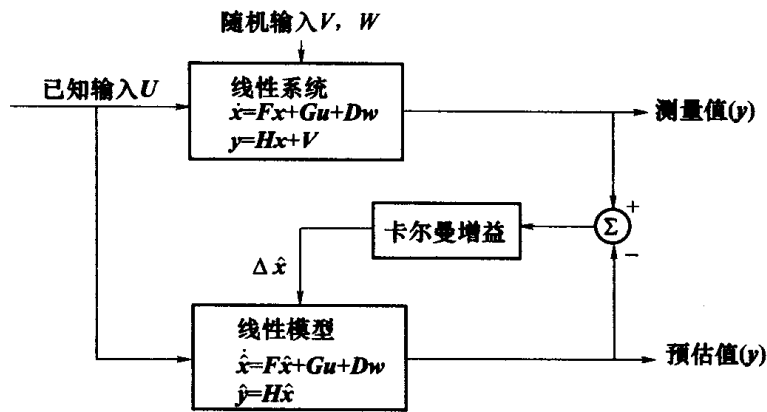 随机输入V，W
已知输入U
线性系统
ẋ=Fx+Gu+Dw
y=Hx+V
测量值(y)
+
Σ
卡尔曼增益
−
Δx̂
线性模型
x̂̇=Fx̂+Gu+Dw
ŷ=Hx̂
预估值(y)